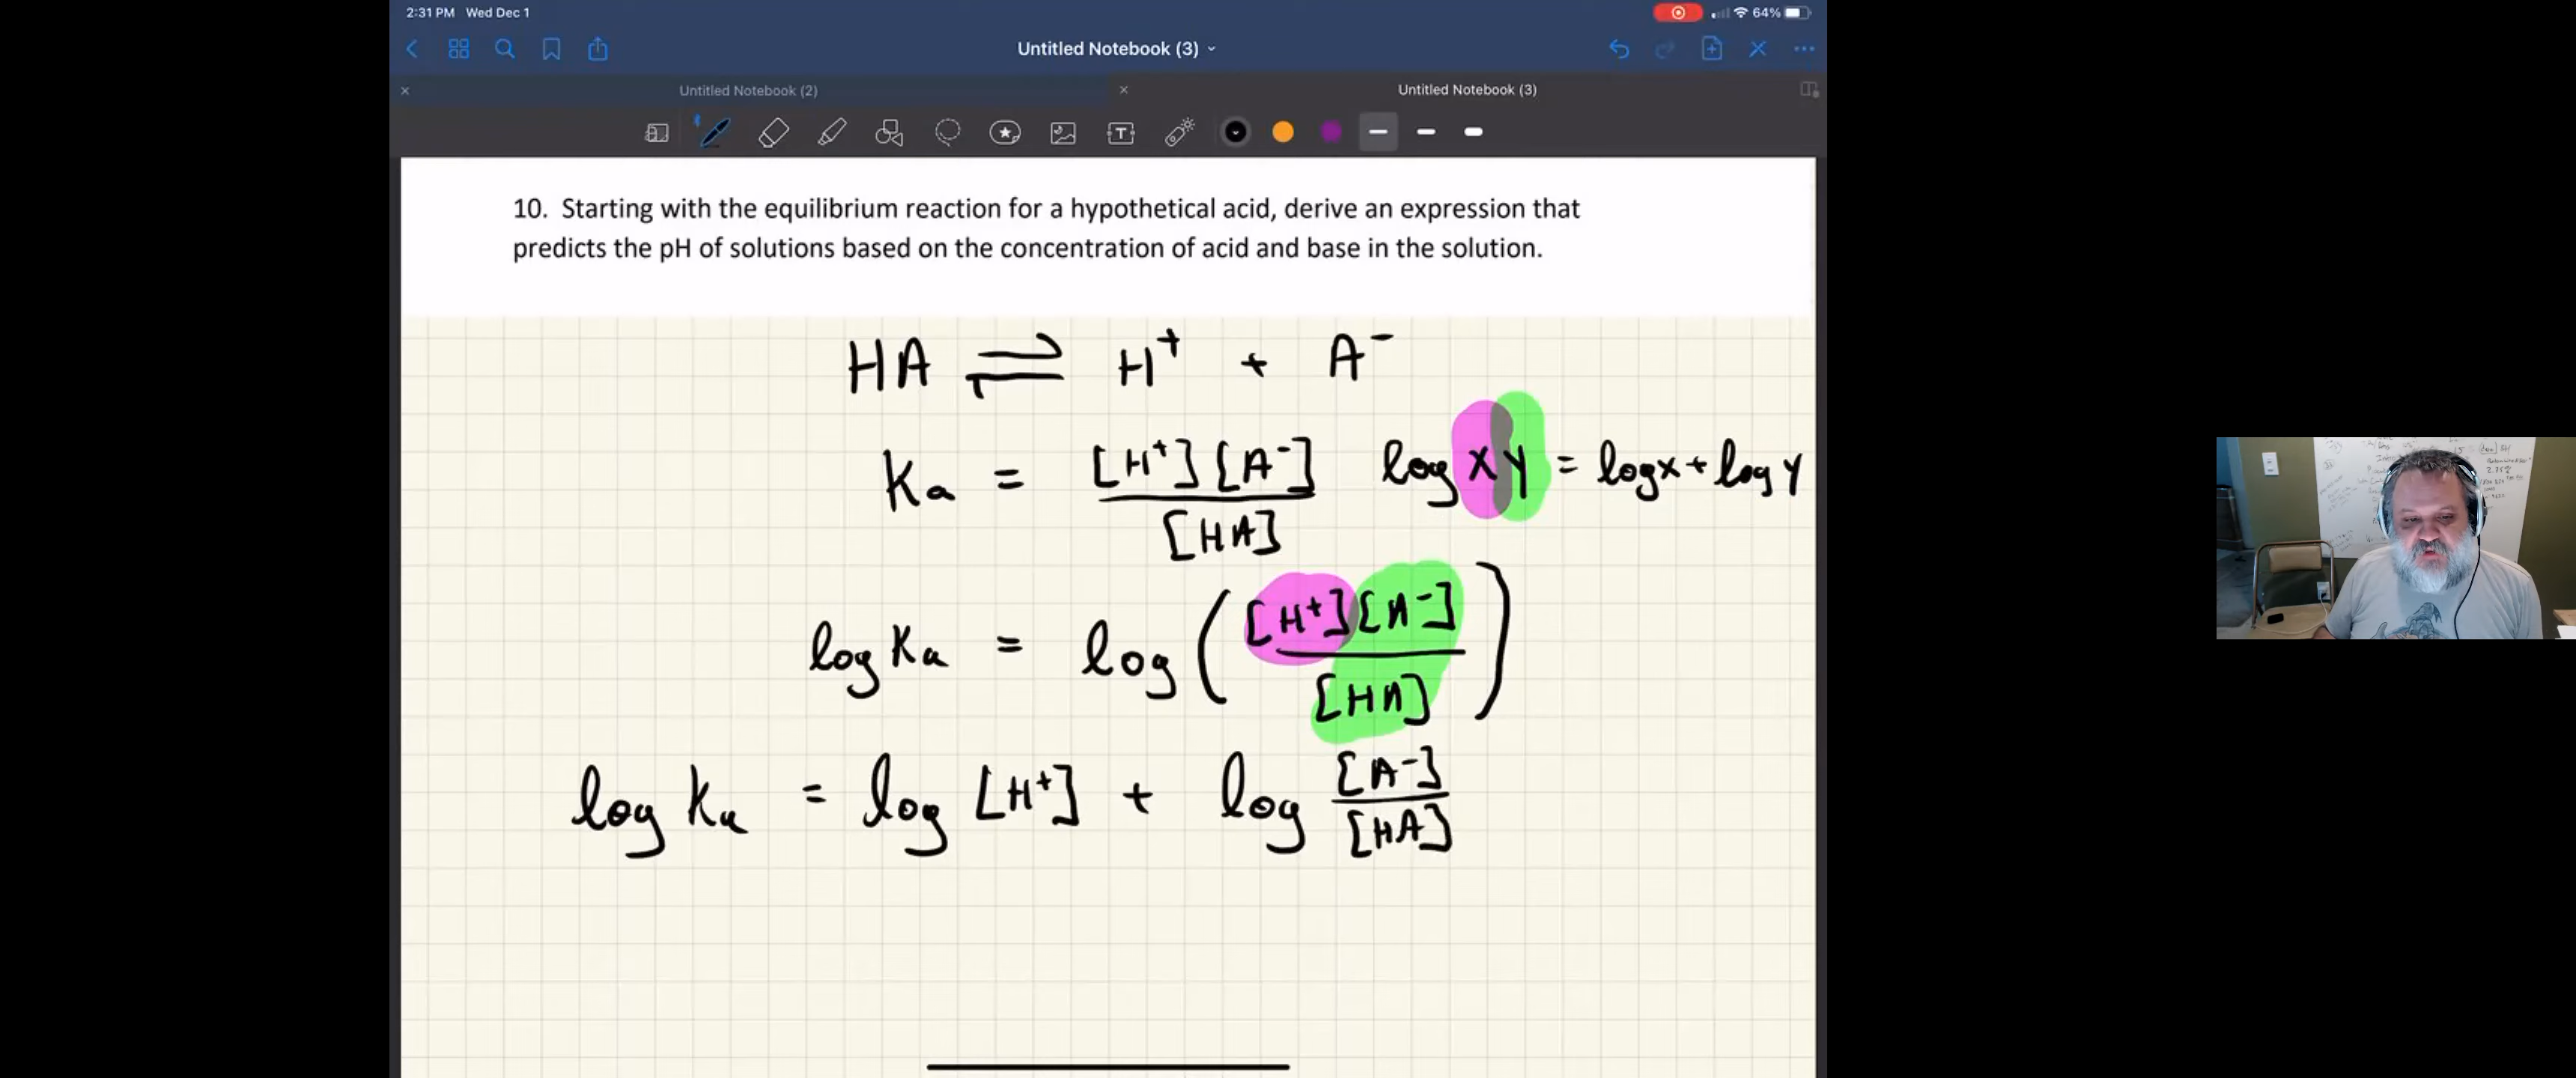 2:31 PM Wed Dec 1
64%
Untitled Notebook (3)
Untitled Notebook (2)
Untitled Notebook (3)
10. Starting with the equilibrium reaction for a hypothetical acid, derive an expression that
predicts the pH of solutions based on the concentration of acid and base in the solution.
HA ⇌ H⁺ + A⁻
Ka = [H⁺][A⁻] / [HA] log xy = log x + log y
log Ka = log ([H⁺][A⁻] / [HA])
log Ka = log [H⁺] + log [A⁻] / [HA]